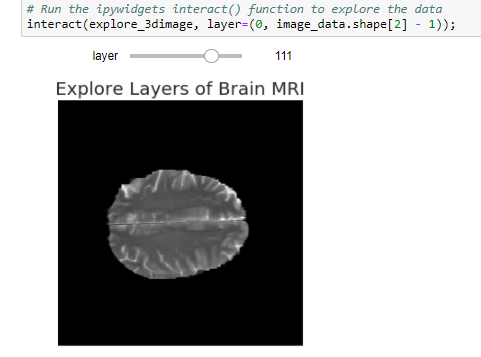 # Run the ipywidgets interact() function to explore the data
interact(explore_3dimage, layer=(0, image_data.shape[2] - 1));
layer 111
Explore Layers of Brain MRI